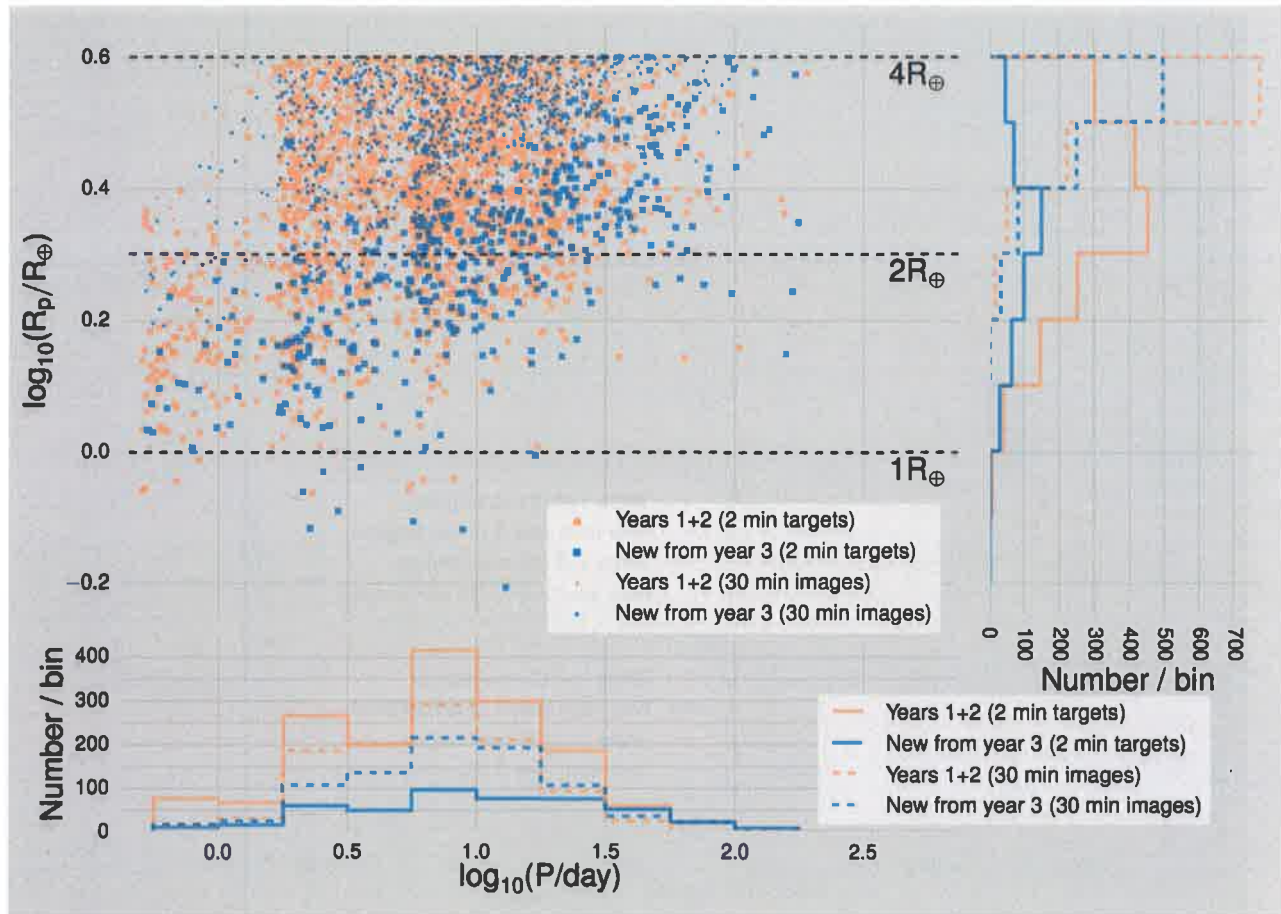 0.6
0.4
0.2
0.0
−0.2
log10(Rp/R⊕)
4R⊕
2R⊕
1R⊕
Years 1+2 (2 min targets)
New from year 3 (2 min targets)
Years 1+2 (30 min images)
New from year 3 (30 min images)
0
100
200
300
400
500
600
700
Number / bin
400
300
200
100
0
Number / bin
0.0
0.5
1.0
1.5
2.0
2.5
log10(P/day)
Years 1+2 (2 min targets)
New from year 3 (2 min targets)
Years 1+2 (30 min images)
New from year 3 (30 min images)